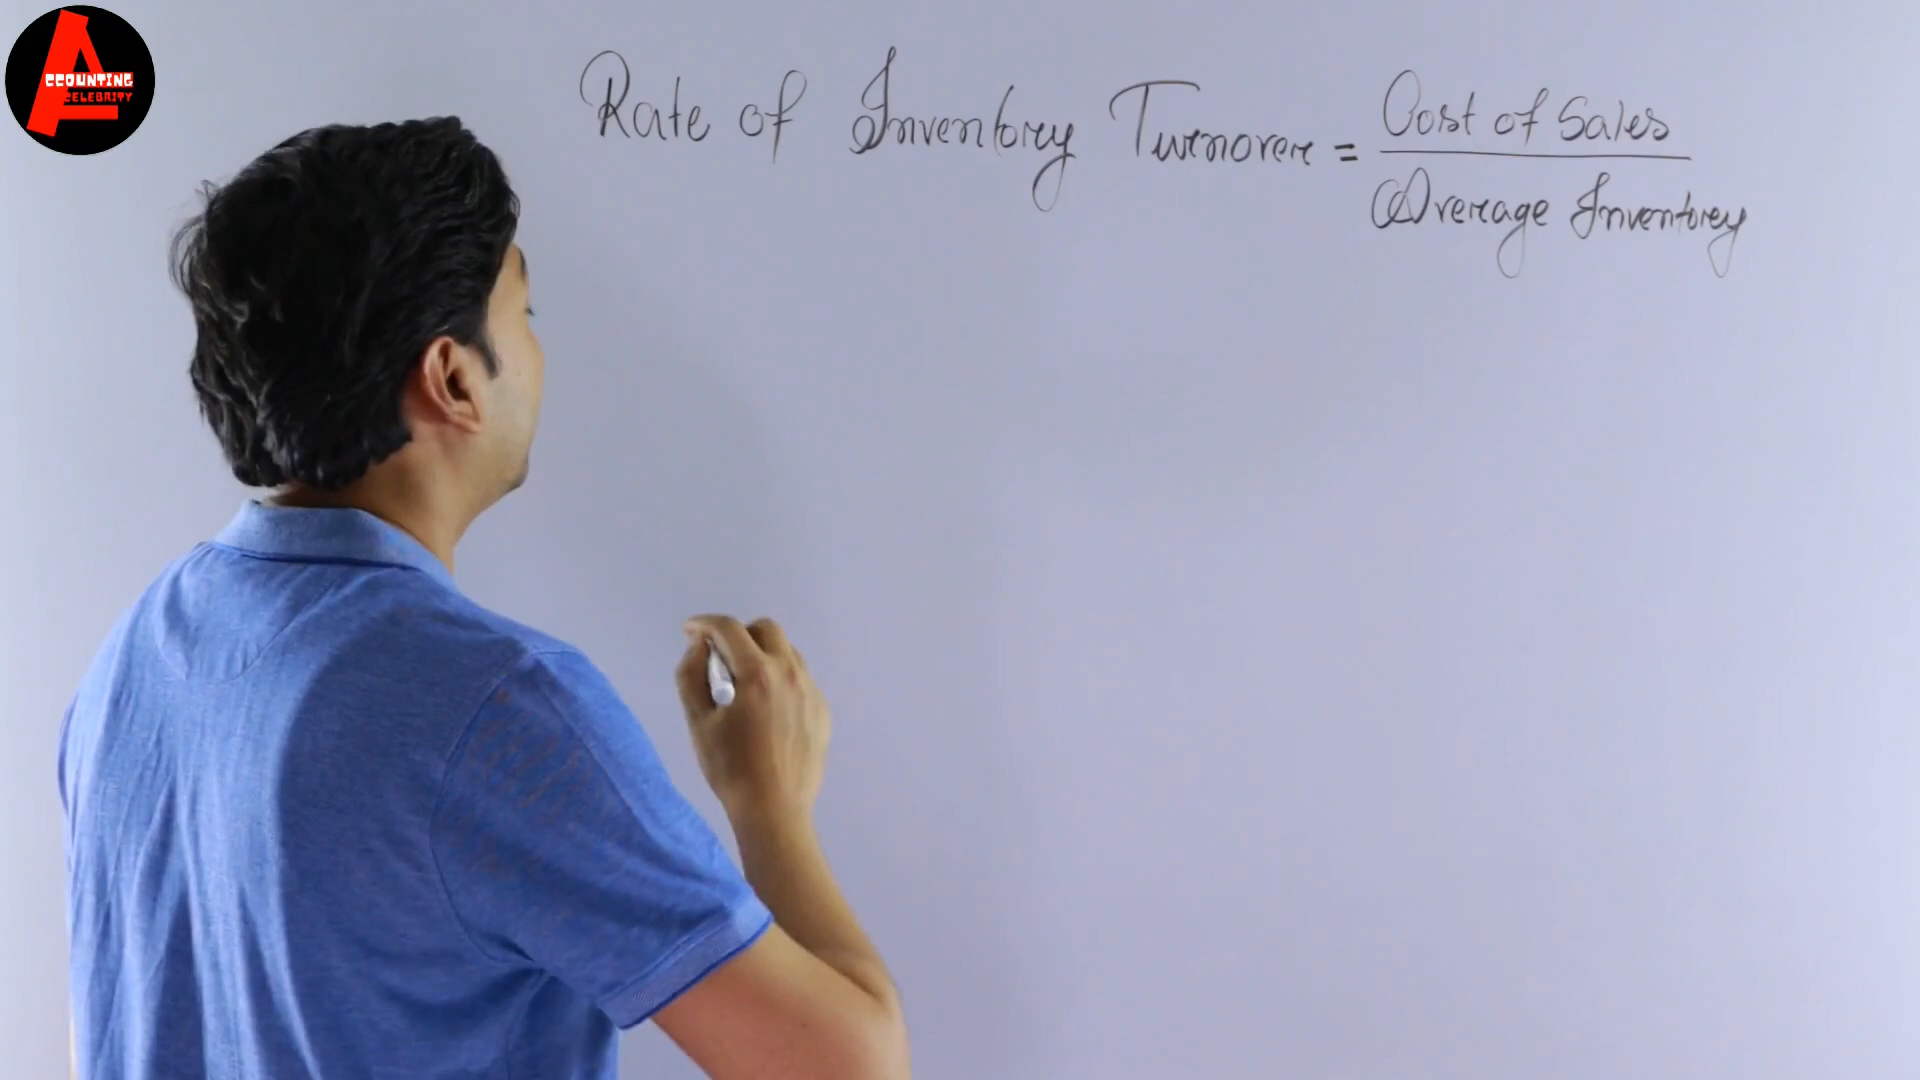 ACCOUNTING
CELEBRITY
Rate of Inventory Turnover = Cost of Sales
Average Inventory